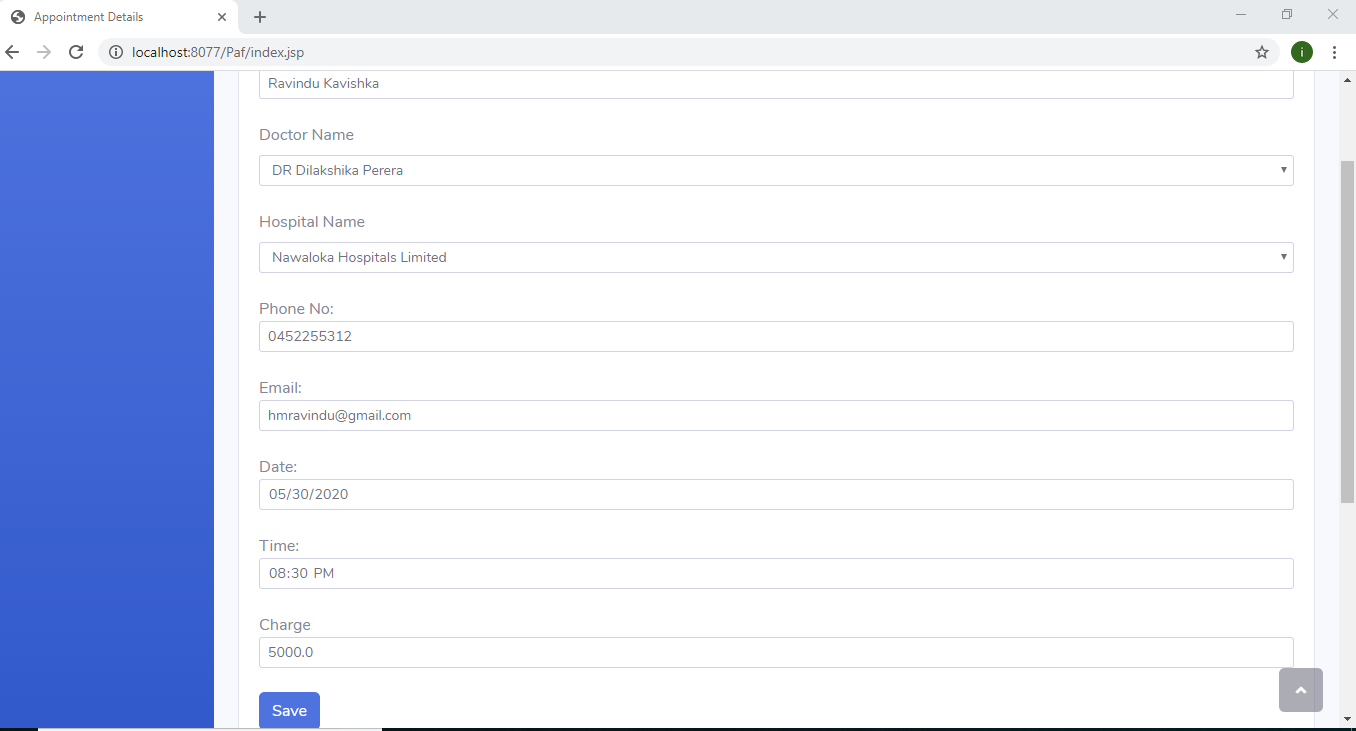 Appointment Details
localhost:8077/Paf/index.jsp
i
Ravindu Kavishka
Doctor Name
DR Dilakshika Perera
Hospital Name
Nawaloka Hospitals Limited
Phone No:
0452255312
Email:
hmravindu@gmail.com
Date:
05/30/2020
Time:
08:30 PM
Charge
5000.0
Save